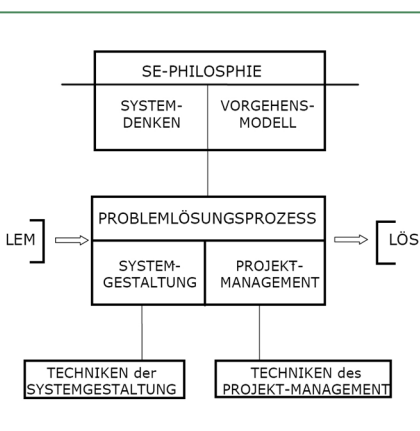 SE-PHILOSPHIE
SYSTEM-
DENKEN
VORGEHENS-
MODELL
PROBLEMLÖSUNGSPROZESS
LEM
LÖS
SYSTEM-
GESTALTUNG
PROJEKT-
MANAGEMENT
TECHNIKEN der
SYSTEMGESTALTUNG
TECHNIKEN des
PROJEKT-MANAGEMENT